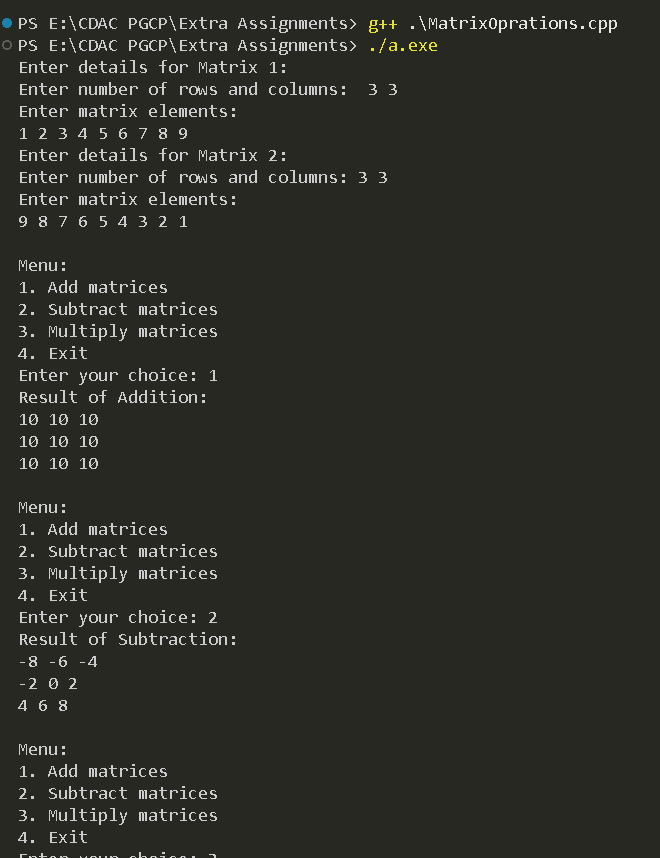 PS E:\CDAC PGCP\Extra Assignments> g++ .\MatrixOprations.cpp
PS E:\CDAC PGCP\Extra Assignments> ./a.exe
Enter details for Matrix 1:
Enter number of rows and columns:  3 3
Enter matrix elements:
1 2 3 4 5 6 7 8 9
Enter details for Matrix 2:
Enter number of rows and columns: 3 3
Enter matrix elements:
9 8 7 6 5 4 3 2 1

Menu:
1. Add matrices
2. Subtract matrices
3. Multiply matrices
4. Exit
Enter your choice: 1
Result of Addition:
10 10 10
10 10 10
10 10 10

Menu:
1. Add matrices
2. Subtract matrices
3. Multiply matrices
4. Exit
Enter your choice: 2
Result of Subtraction:
-8 -6 -4
-2 0 2
4 6 8

Menu:
1. Add matrices
2. Subtract matrices
3. Multiply matrices
4. Exit
Enter your choice: